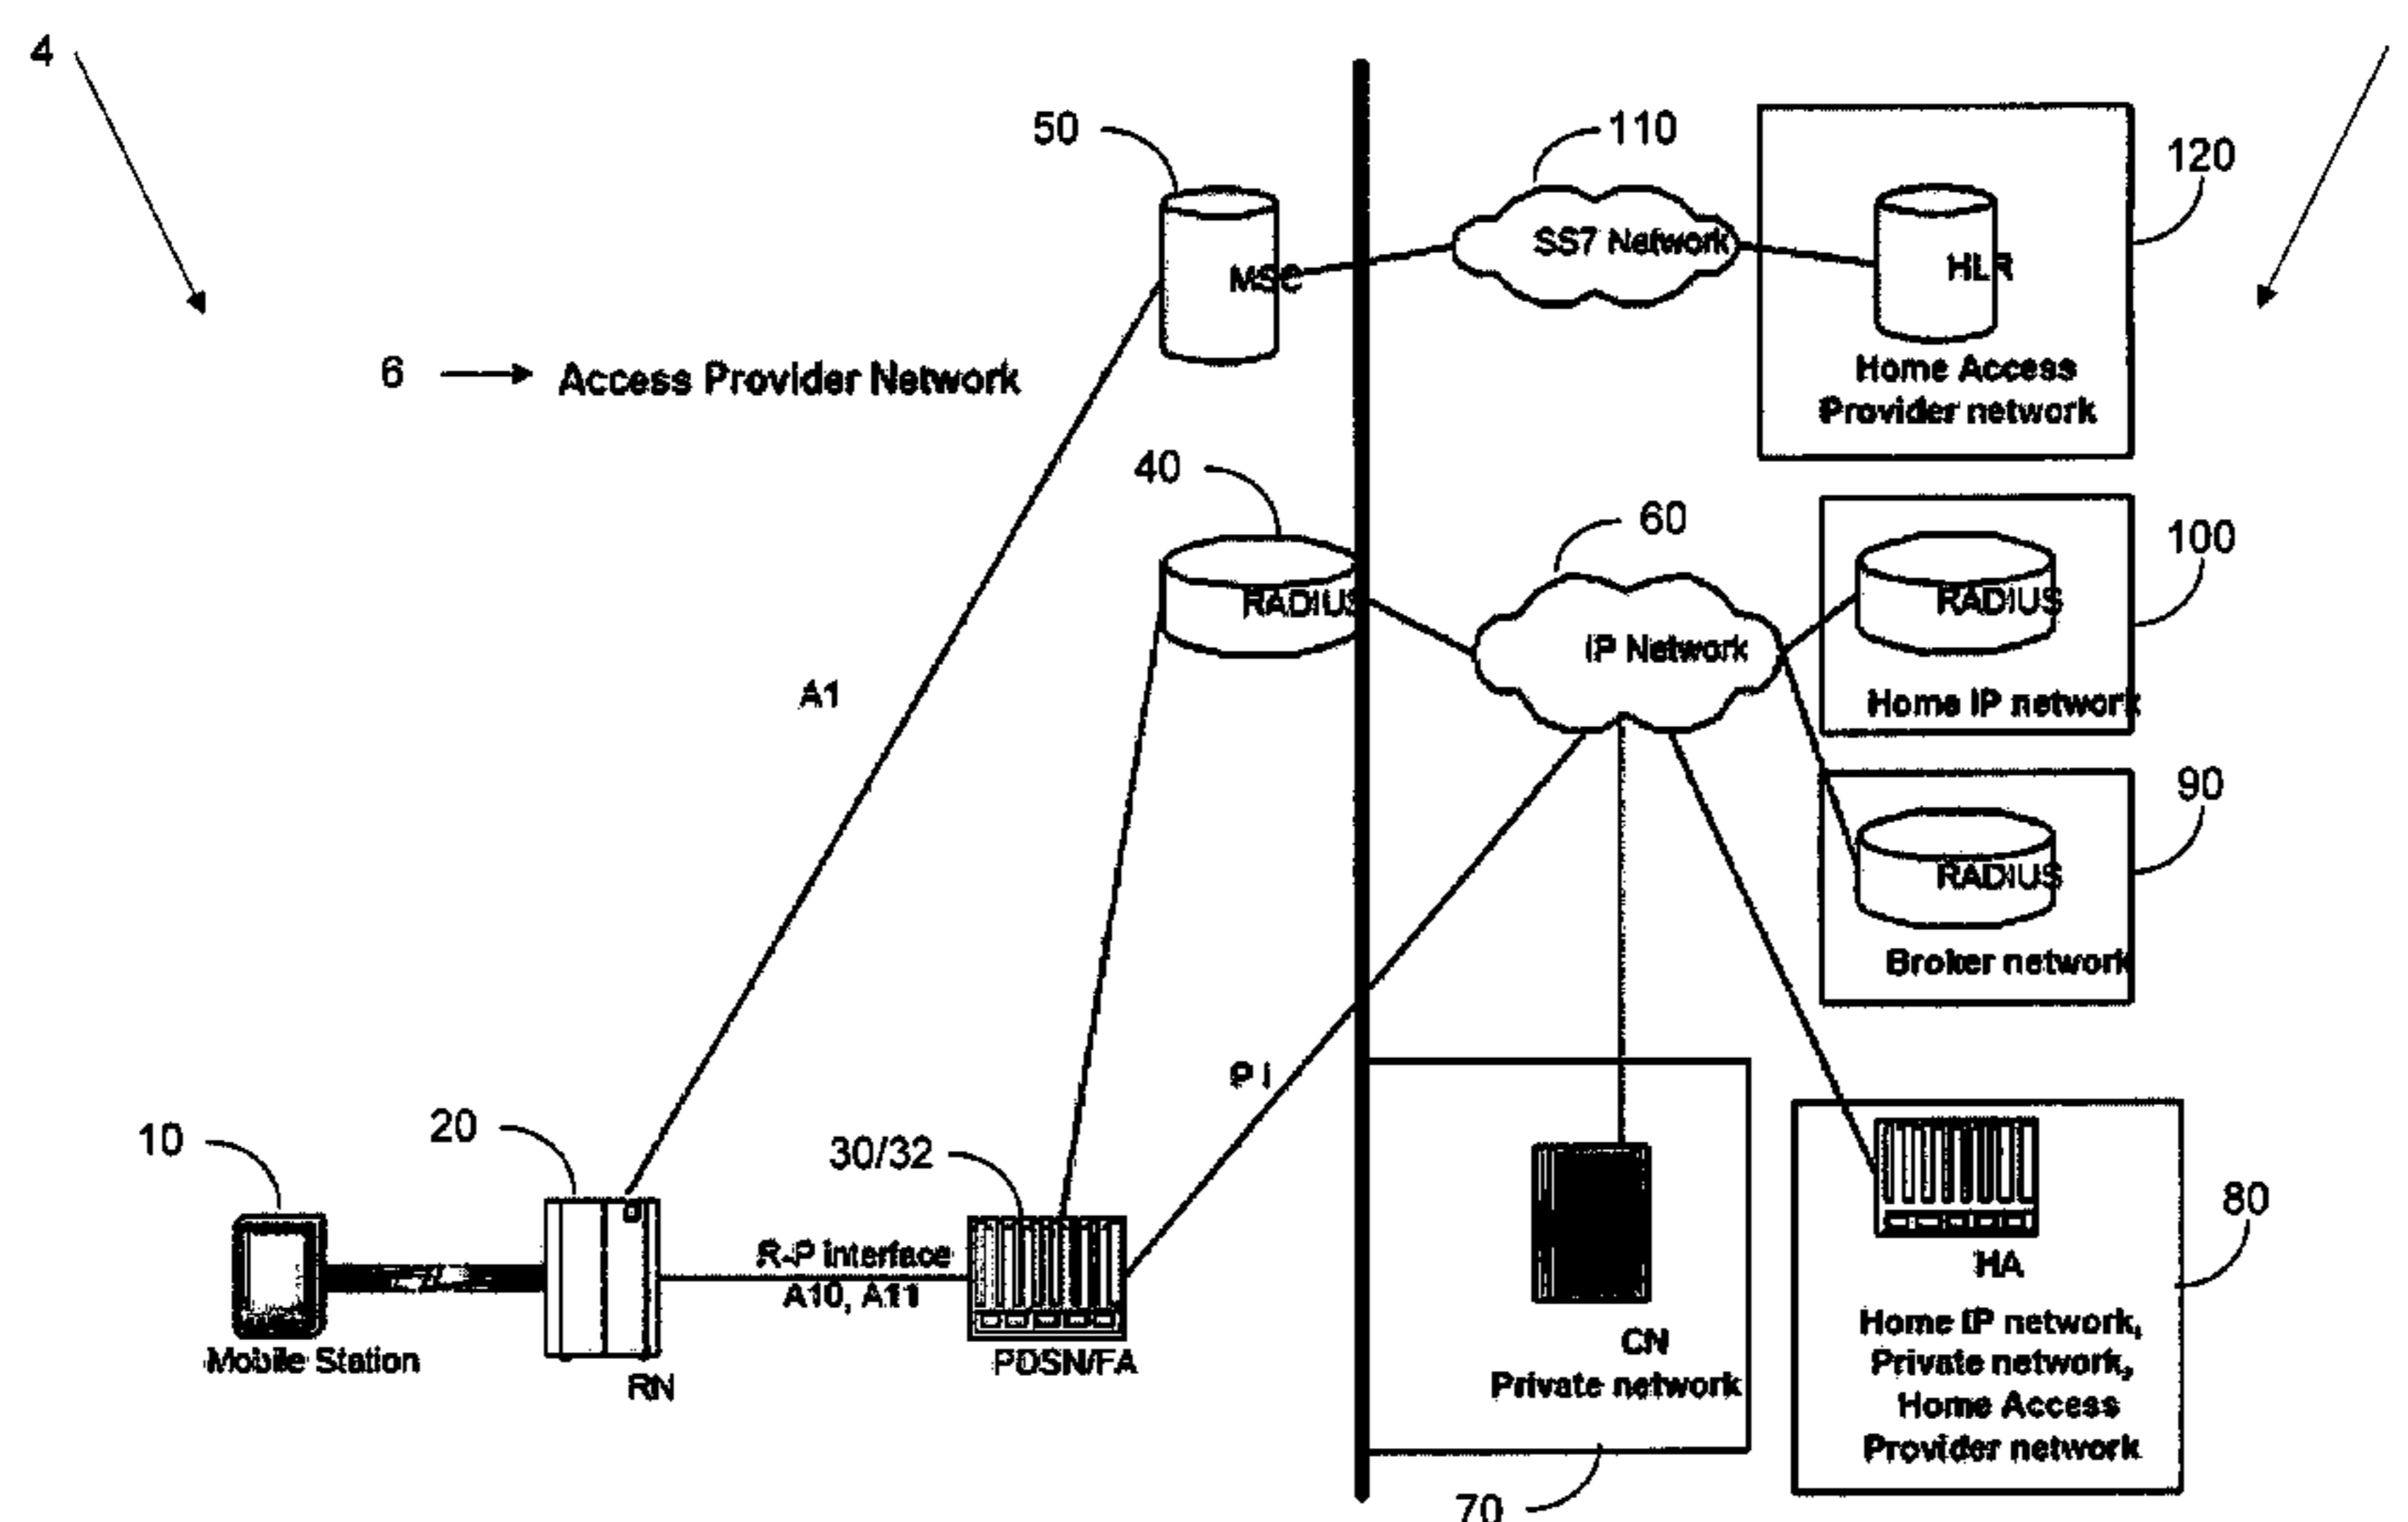 4
50
110
120
MSC
SS7 Network
HLR
6
Access Provider Network
Home Access
Provider network
40
60
100
RADIUS
RADIUS
IP Network
A1
Home IP network
90
RADIUS
Broker network
P i
10
20
30/32
80
R-P interface
A10, A11
HA
Mobile Station
RN
PDSN/FA
CN
Private network
Home IP network,
Private network,
Home Access
Provider network
70